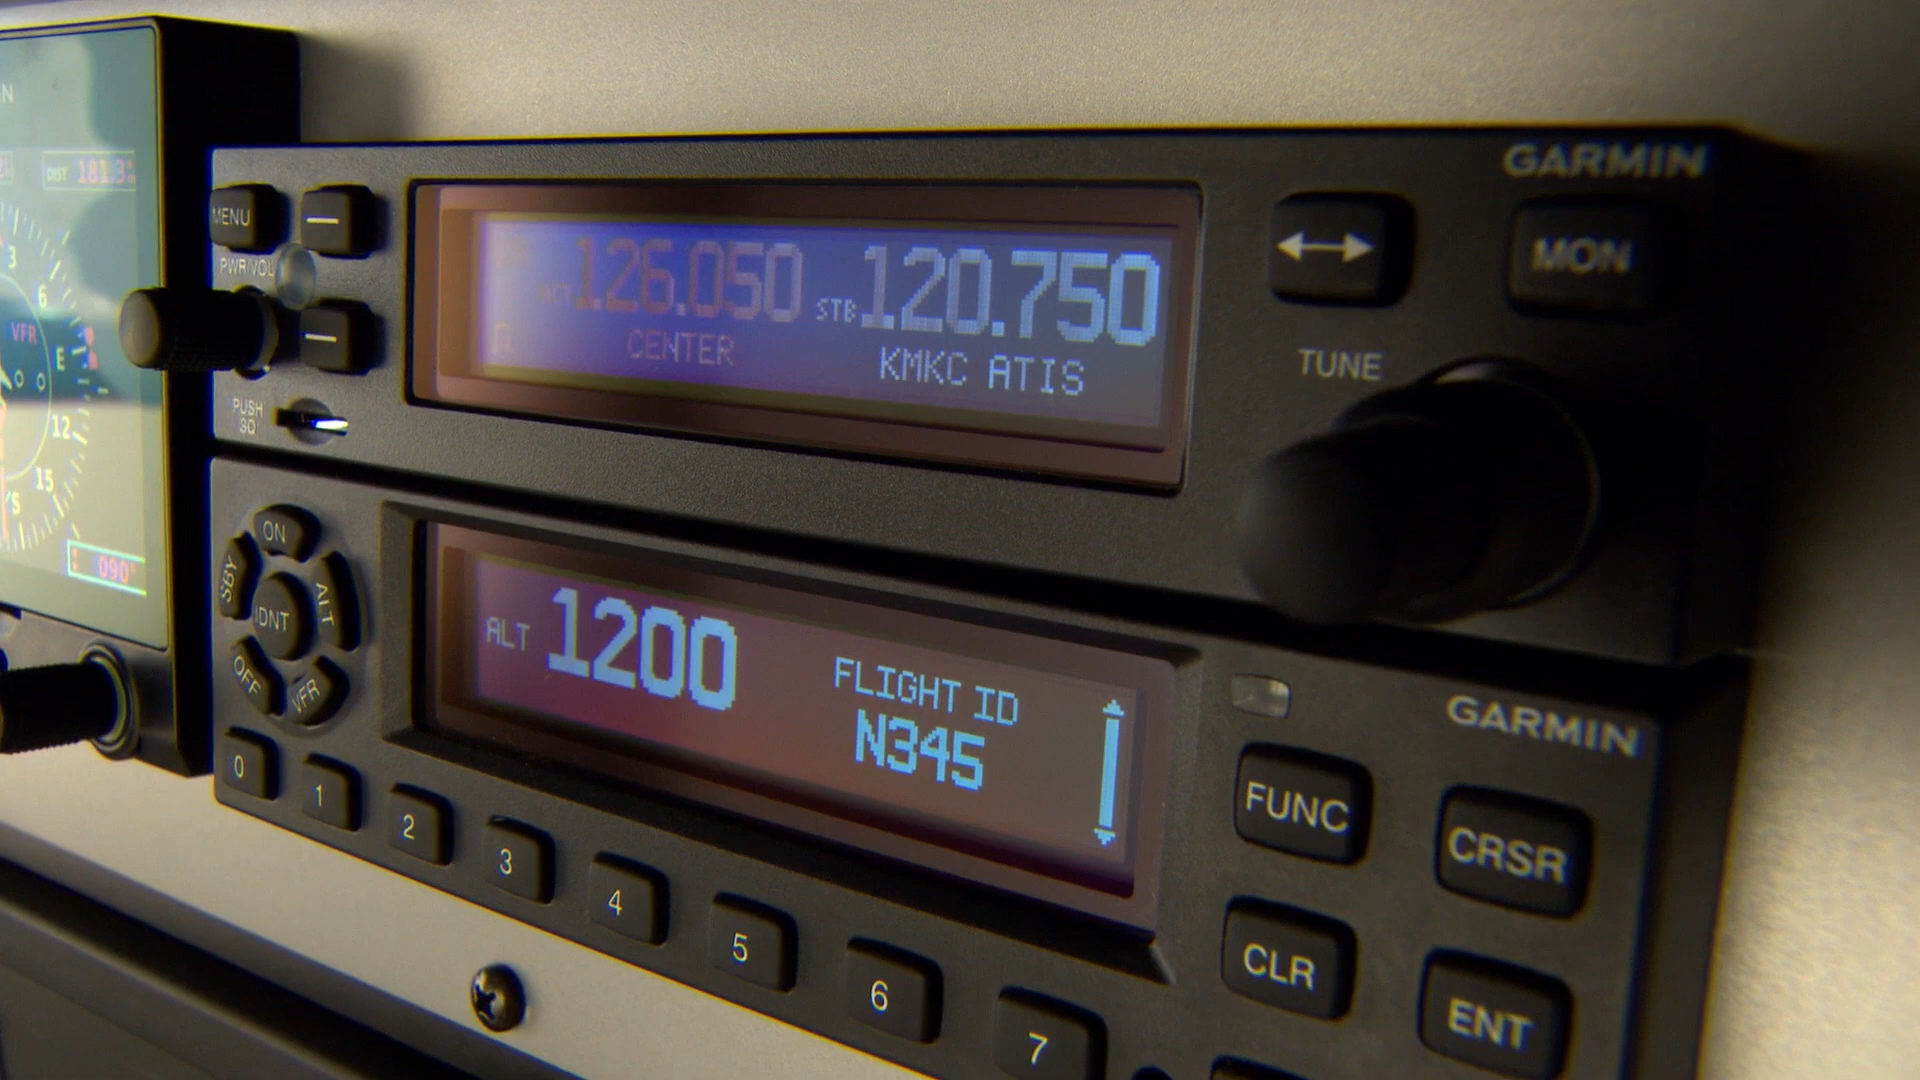 DIST 181.3
3
6
VFR
E
12
15
090°
GARMIN
MENU
PWR/VOL
PUSH
SQ
126.050
STB 120.750
CENTER
KMKC ATIS
MON
TUNE
GARMIN
ON
SBY
ALT
IDNT
OFF
VFR
ALT 1200
FLIGHT ID
N345
FUNC
CRSR
CLR
ENT
0
1
2
3
4
5
6
7